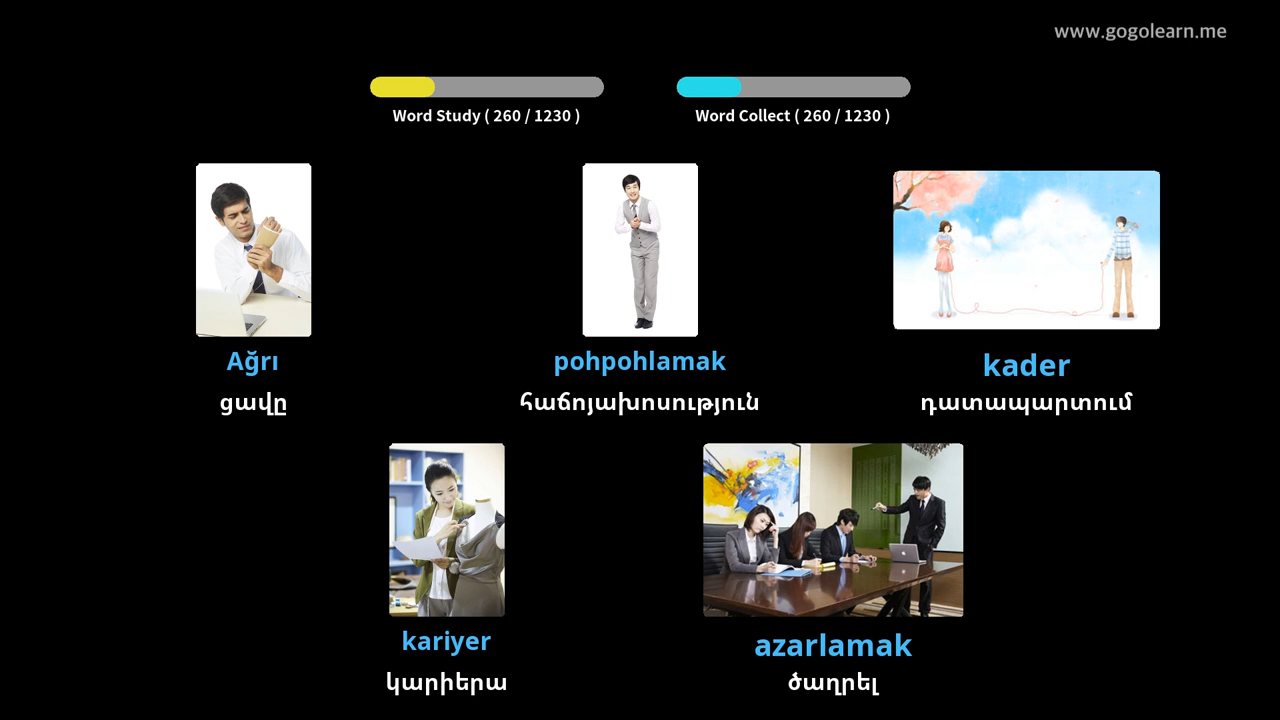 www.gogolearn.me
Word Study ( 260 / 1230 )
Word Collect ( 260 / 1230 )
Ağrı
ցավը
pohpohlamak
հաճոյախոսություն
kader
դատապարտում
kariyer
կարիերա
azarlamak
ծաղրել